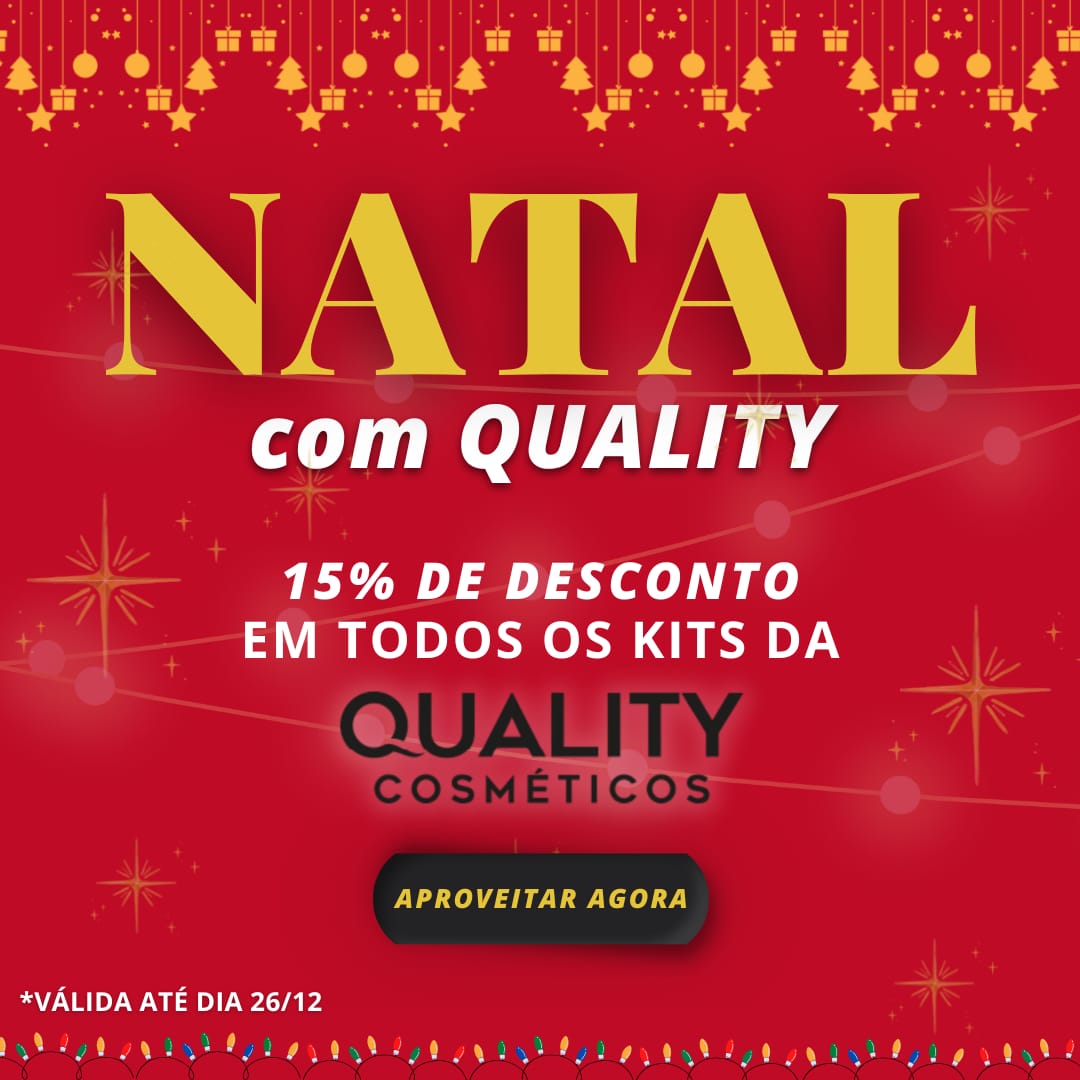 NATAL
com QUALITY
15% DE DESCONTO
EM TODOS OS KITS DA
QUALITY
COSMÉTICOS
APROVEITAR AGORA
*VÁLIDA ATÉ DIA 26/12